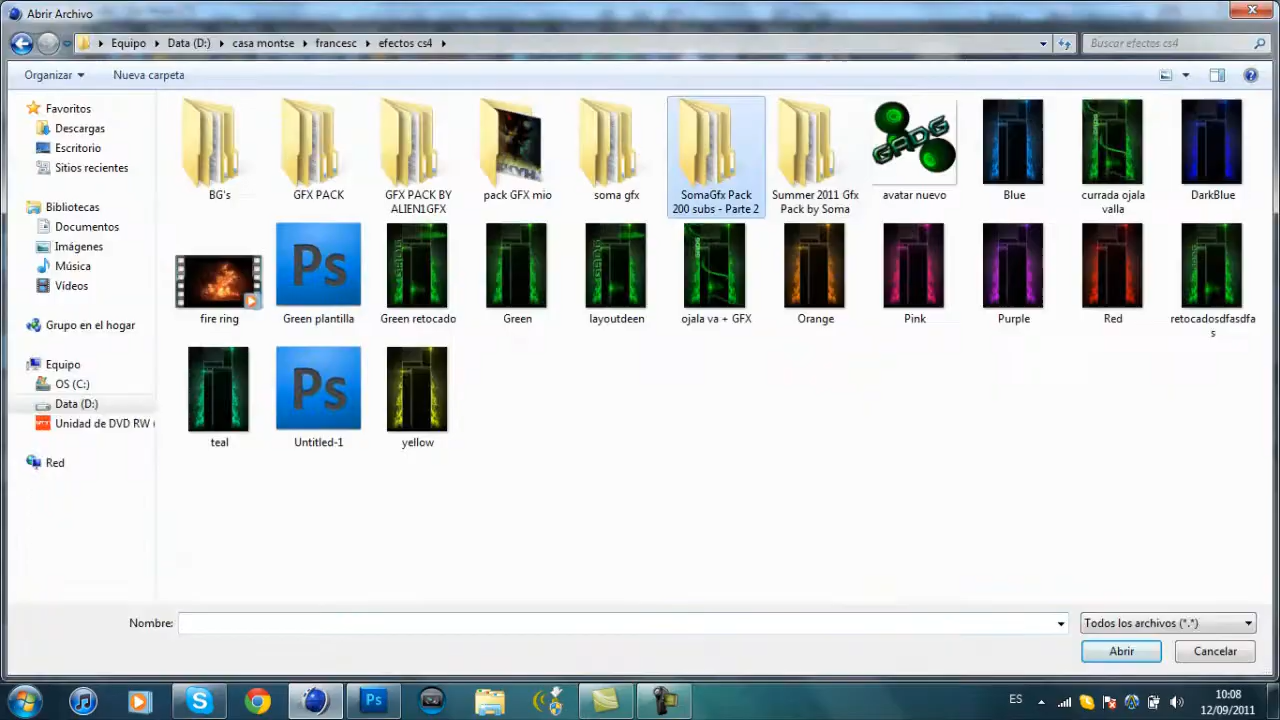 Abrir Archivo
Equipo
Data (D:)
casa montse
francesc
efectos cs4
Buscar efectos cs4
Organizar
Nueva carpeta
Favoritos
Descargas
Escritorio
Sitios recientes
Bibliotecas
Documentos
Imágenes
Música
Vídeos
Grupo en el hogar
Equipo
OS (C:)
Data (D:)
Unidad de DVD RW (
Red
BG's
GFX PACK
GFX PACK BY
ALIEN1GFX
pack GFX mio
soma gfx
SomaGfx Pack
200 subs - Parte 2
Summer 2011 Gfx
Pack by Soma
GADG
avatar nuevo
Blue
currada ojala
valla
DarkBlue
fire ring
Ps
Green plantilla
Green retocado
Green
layoutdeen
ojala va + GFX
Orange
Pink
Purple
Red
retocadosdfasdfa
s
teal
Ps
Untitled-1
yellow
Nombre:
Todos los archivos (*.*)
Abrir
Cancelar
S
Ps
ES
10:08
12/09/2011